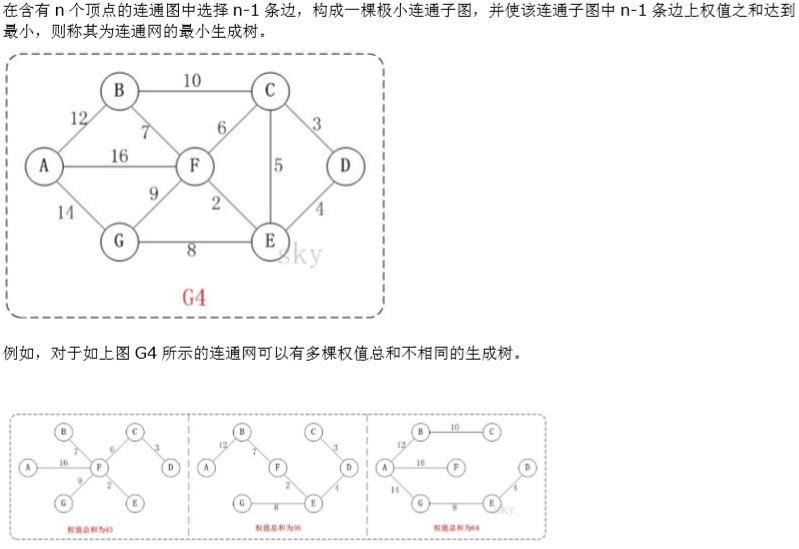 在含有 n 个顶点的连通图中选择 n-1 条边，构成一棵极小连通子图，并使该连通子图中 n-1 条边上权值之和达到
最小，则称其为连通网的最小生成树。
B 10 C
12 7 6 3
A 16 F 5 D
14 9 2 4
G 8 E
sky
G4
例如，对于如上图 G4 所示的连通网可以有多棵权值总和不相同的生成树。
B C B C B 10 C
7 6 3 12 7 3 12
A 16 F D A F D A 16 F D
9 2 2 4 14 4
G E G 8 E G 8 E
sky
权值总和为43 权值总和为36 权值总和为64